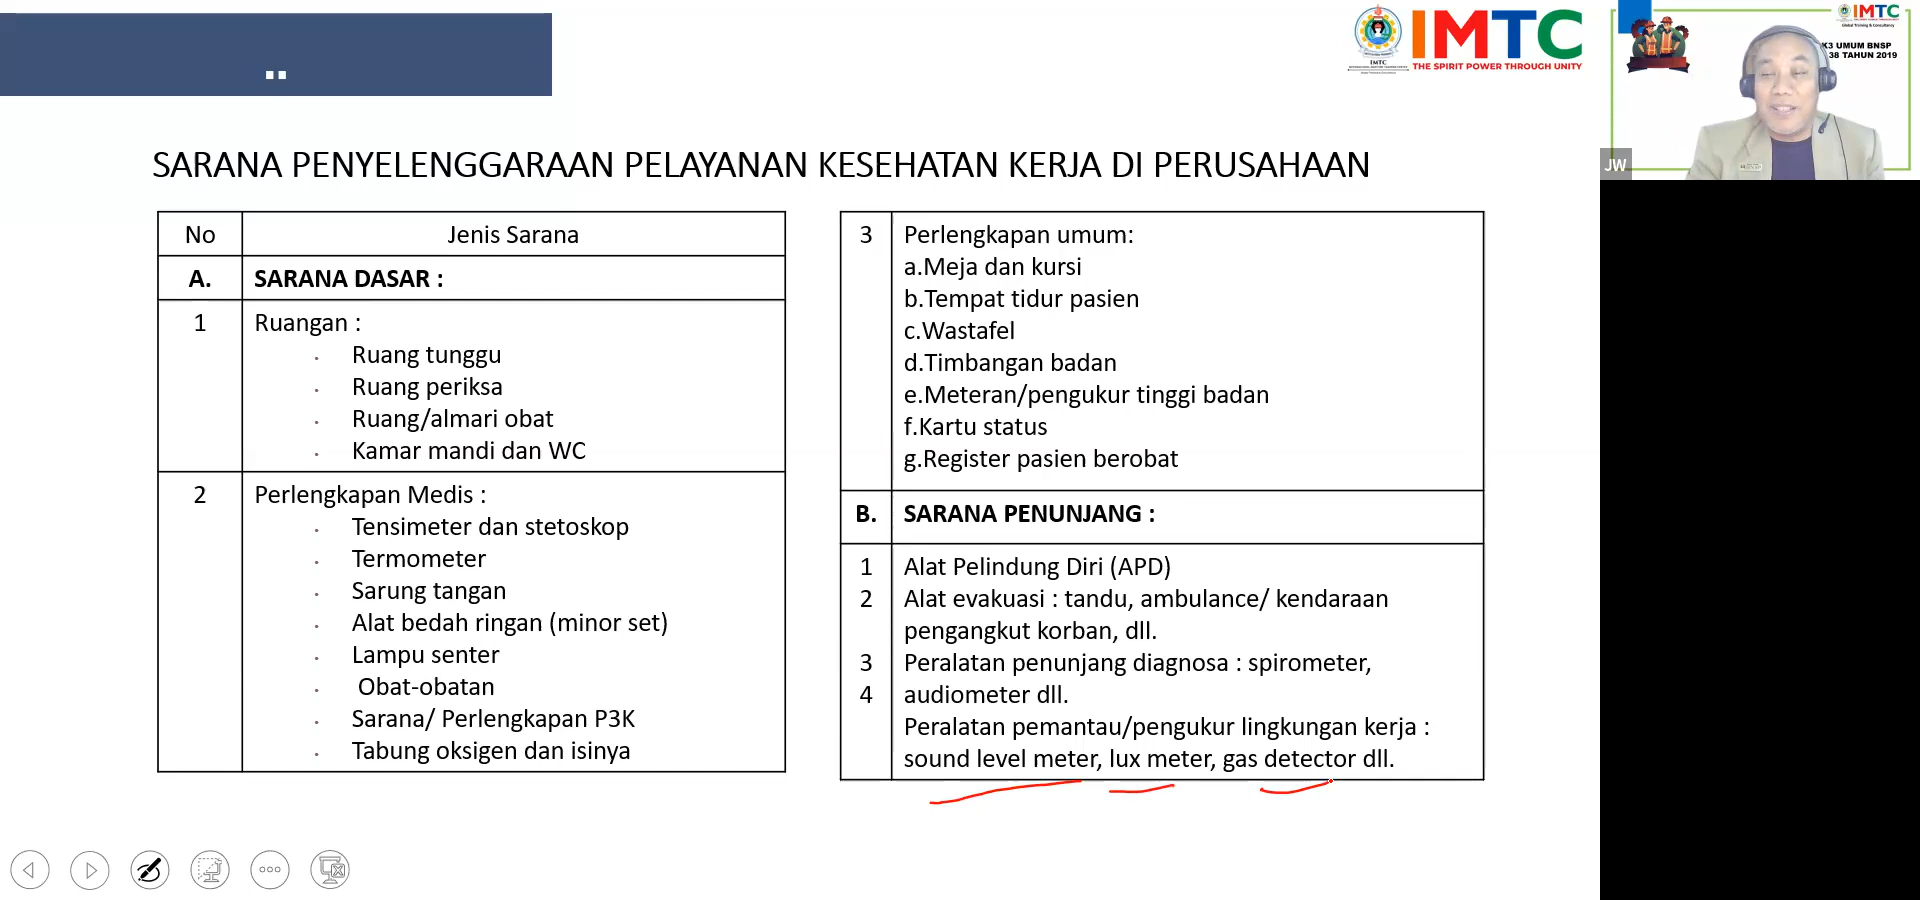 ..
IMTC
THE SPIRIT POWER THROUGH UNITY
IMTC
IMTC
K3 UMUM BNSP
38 TAHUN 2019
JW
SARANA PENYELENGGARAAN PELAYANAN KESEHATAN KERJA DI PERUSAHAAN
No Jenis Sarana
A. SARANA DASAR :
1 Ruangan :
· Ruang tunggu
· Ruang periksa
· Ruang/almari obat
· Kamar mandi dan WC
2 Perlengkapan Medis :
· Tensimeter dan stetoskop
· Termometer
· Sarung tangan
· Alat bedah ringan (minor set)
· Lampu senter
· Obat-obatan
· Sarana/ Perlengkapan P3K
· Tabung oksigen dan isinya
3 Perlengkapan umum:
a.Meja dan kursi
b.Tempat tidur pasien
c.Wastafel
d.Timbangan badan
e.Meteran/pengukur tinggi badan
f.Kartu status
g.Register pasien berobat
B. SARANA PENUNJANG :
1 Alat Pelindung Diri (APD)
2 Alat evakuasi : tandu, ambulance/ kendaraan
pengangkut korban, dll.
3 Peralatan penunjang diagnosa : spirometer,
4 audiometer dll.
Peralatan pemantau/pengukur lingkungan kerja :
sound level meter, lux meter, gas detector dll.